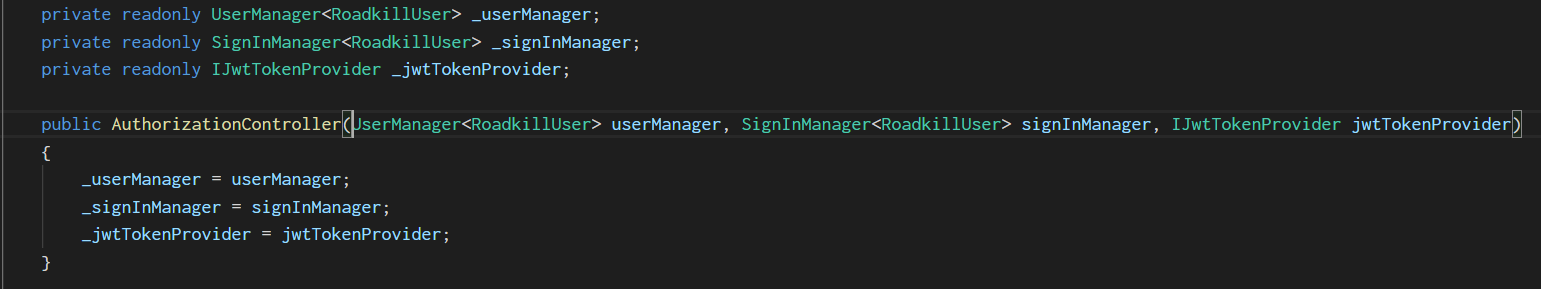 private readonly UserManager<RoadkillUser> _userManager;
private readonly SignInManager<RoadkillUser> _signInManager;
private readonly IJwtTokenProvider _jwtTokenProvider;
public AuthorizationController(UserManager<RoadkillUser> userManager, SignInManager<RoadkillUser> signInManager, IJwtTokenProvider jwtTokenProvider)
{
_userManager = userManager;
_signInManager = signInManager;
_jwtTokenProvider = jwtTokenProvider;
}